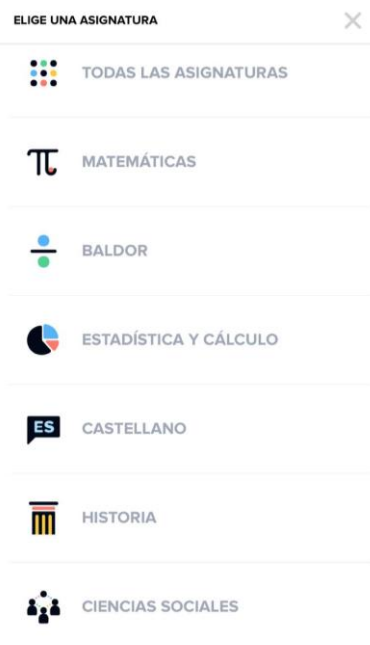 ELIGE UNA ASIGNATURA
TODAS LAS ASIGNATURAS
MATEMÁTICAS
BALDOR
ESTADÍSTICA Y CÁLCULO
ES
CASTELLANO
HISTORIA
CIENCIAS SOCIALES